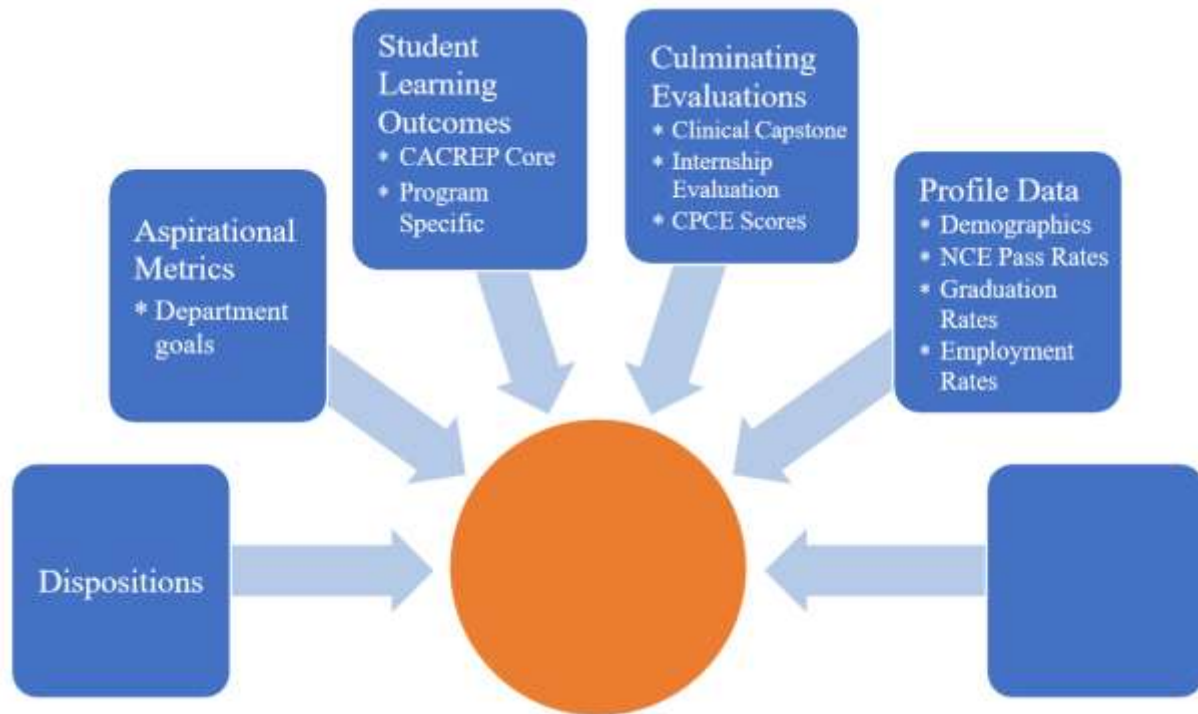 Student
Learning
Outcomes
* CACREP Core
* Program
Specific
Culminating
Evaluations
* Clinical Capstone
* Internship
Evaluation
* CPCE Scores
Aspirational
Metrics
* Department
goals
Profile Data
* Demographics
* NCE Pass Rates
* Graduation
Rates
* Employment
Rates
Dispositions